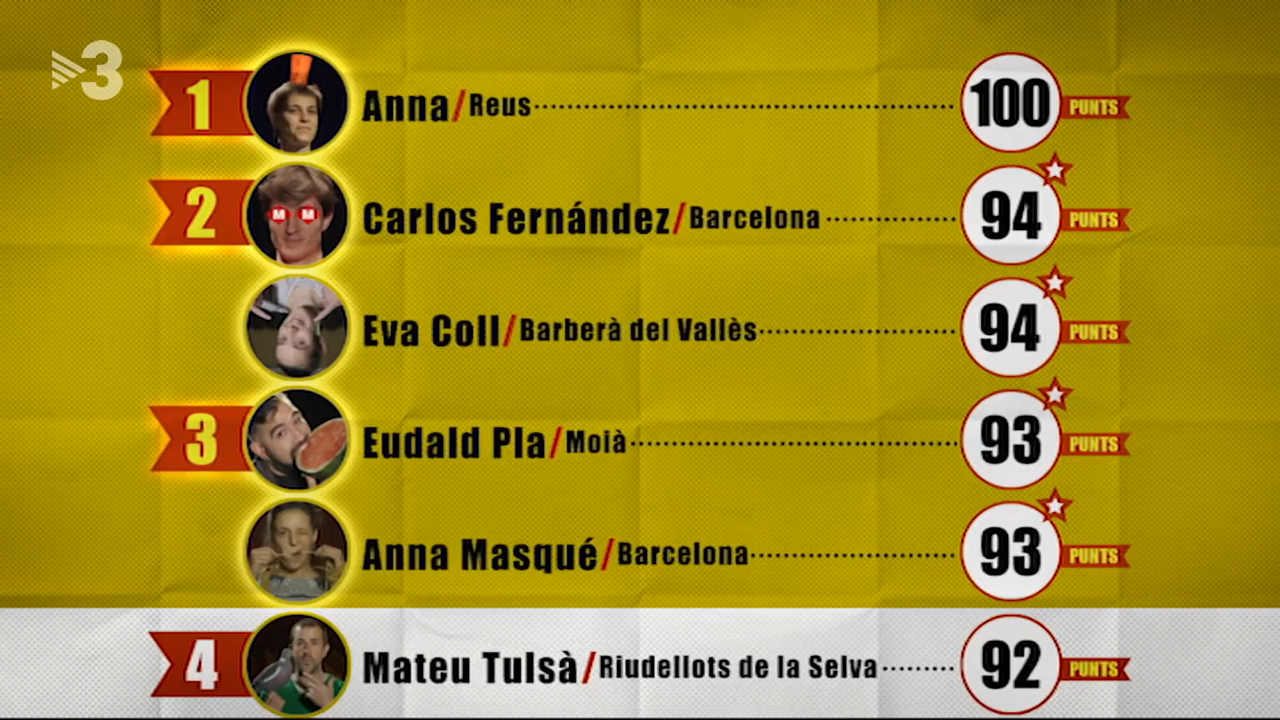 3
1 Anna/Reus 100 PUNTS
2 Carlos Fernández/Barcelona 94 PUNTS
M M
Eva Coll/Barberà del Vallès 94 PUNTS
3 Eudald Pla/Moià 93 PUNTS
Anna Masqué/Barcelona 93 PUNTS
4 Mateu Tulsà/Riudellots de la Selva 92 PUNTS